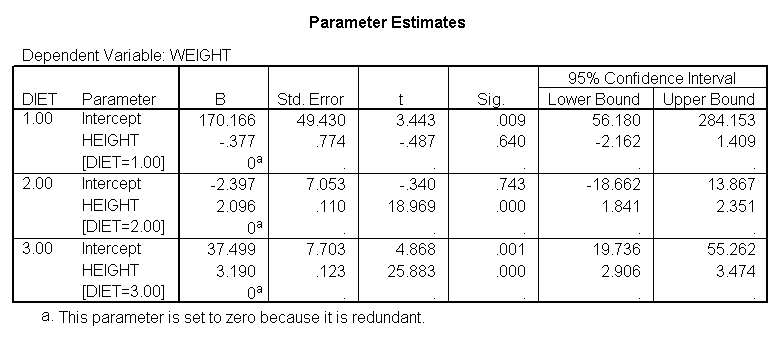 Parameter Estimates
Dependent Variable: WEIGHT
95% Confidence Interval
DIET Parameter B Std. Error t Sig. Lower Bound Upper Bound
1.00 Intercept 170.166 49.430 3.443 .009 56.180 284.153
HEIGHT -.377 .774 -.487 .640 -2.162 1.409
[DIET=1.00] 0a . . . . .
2.00 Intercept -2.397 7.053 -.340 .743 -18.662 13.867
HEIGHT 2.096 .110 18.969 .000 1.841 2.351
[DIET=2.00] 0a . . . . .
3.00 Intercept 37.499 7.703 4.868 .001 19.736 55.262
HEIGHT 3.190 .123 25.883 .000 2.906 3.474
[DIET=3.00] 0a . . . . .
a. This parameter is set to zero because it is redundant.